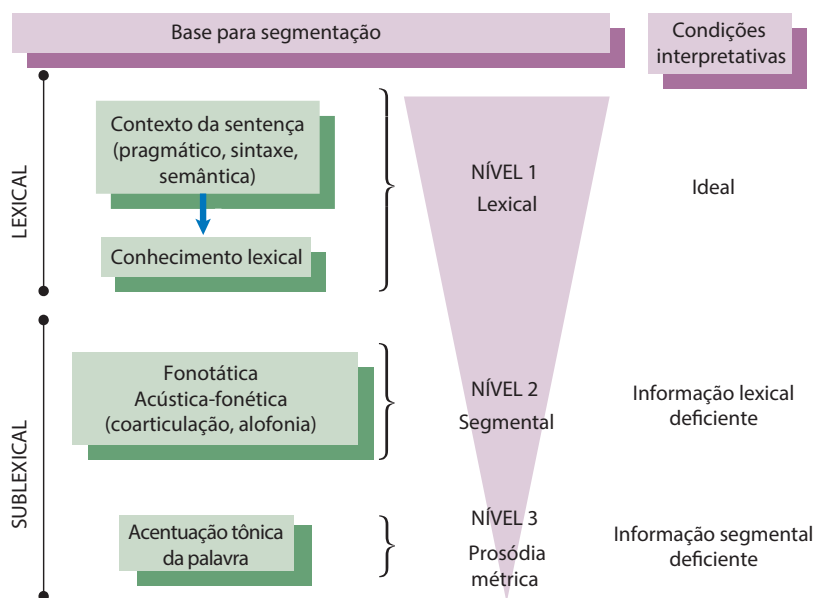 Base para segmentação
Condições
interpretativas
LEXICAL
Contexto da sentença
(pragmático, sintaxe,
semântica)
Conhecimento lexical
NÍVEL 1
Lexical
Ideal
SUBLEXICAL
Fonotática
Acústica-fonética
(coarticulação, alofonia)
NÍVEL 2
Segmental
Informação lexical
deficiente
Acentuação tônica
da palavra
NÍVEL 3
Prosódia
métrica
Informação segmental
deficiente